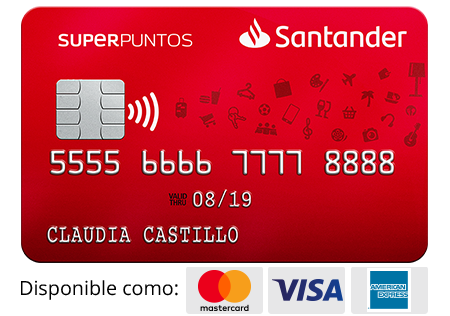 SUPERPUNTOS
Santander
5555 6666 7777 8888
VALID THRU 08/19
CLAUDIA CASTILLO
Disponible como:
mastercard
VISA
AMERICAN EXPRESS